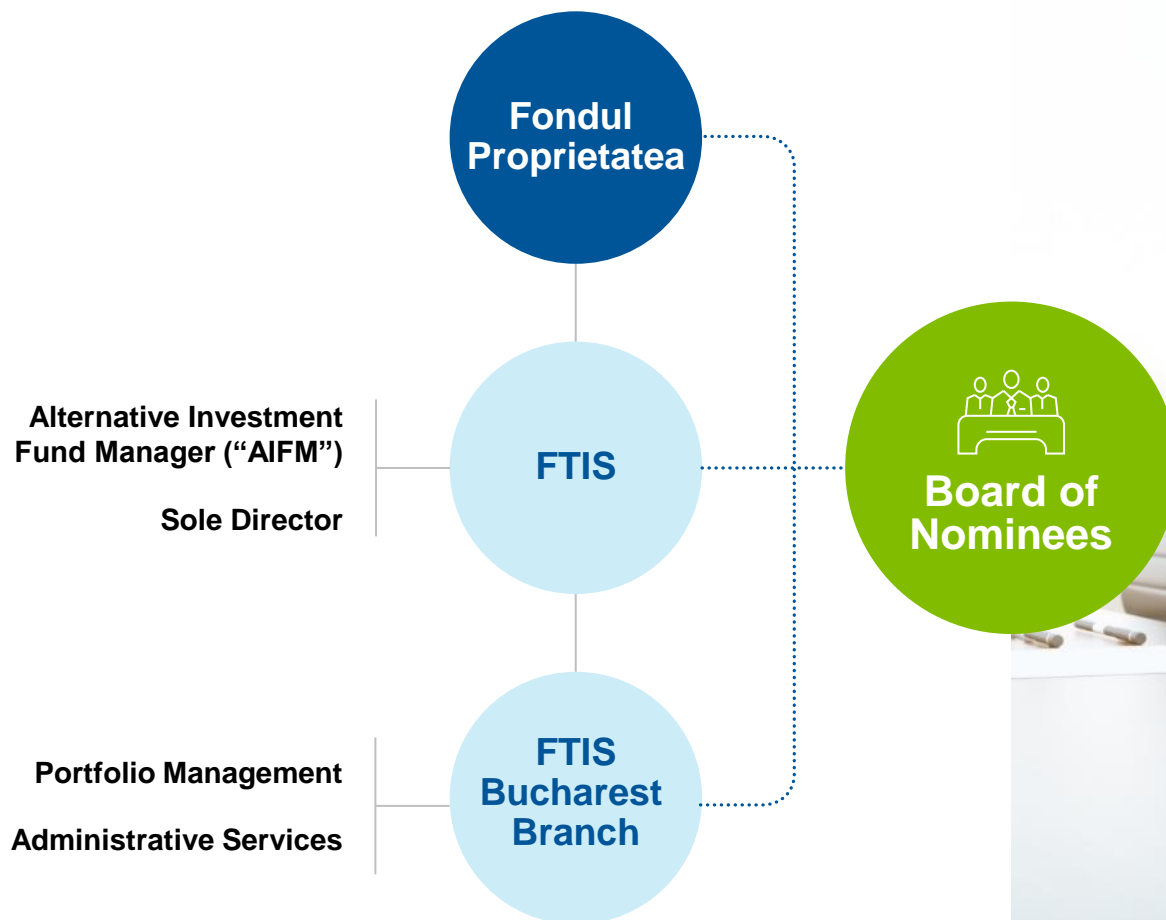 Fondul
Proprietatea
Alternative Investment
Fund Manager (“AIFM”)
Sole Director
FTIS
Board of
Nominees
Portfolio Management
Administrative Services
FTIS
Bucharest
Branch